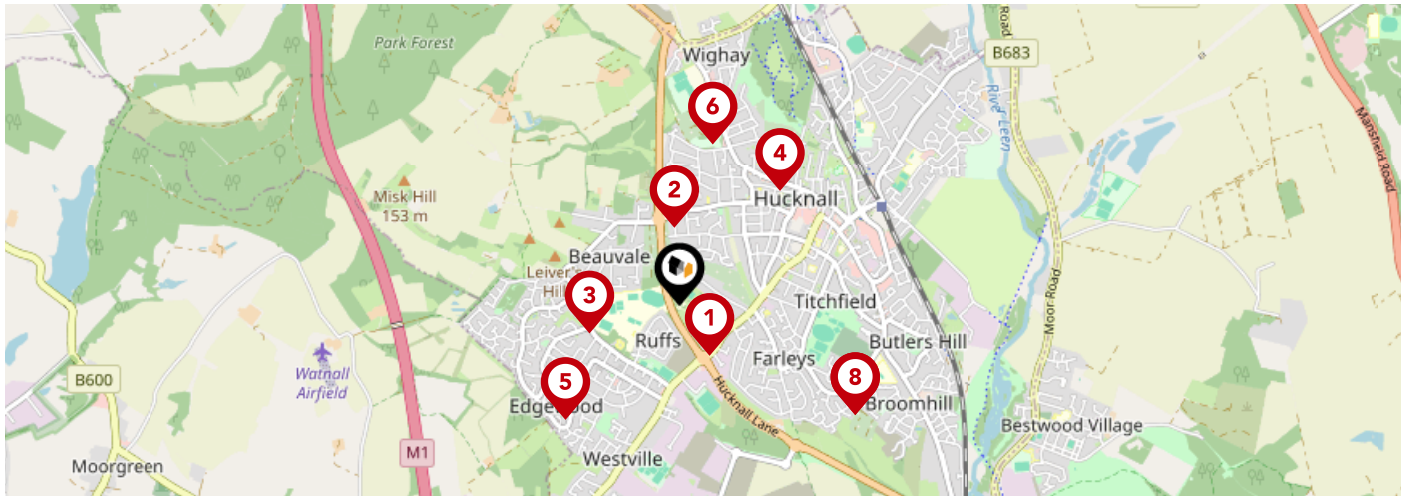 Park Forest
Wighay
Road
B683
River Leen
Mansfield Road
6
4
Misk Hill
153 m
2
Hucknall
Beauvale
Leiver's
Hill
3
1
Titchfield
Moor Road
Ruffs
Butlers Hill
Farleys
Watnall
Airfield
B600
5
8
Edgewood
Hucknall Lane
Broomhill
Bestwood Village
M1
Westville
Moorgreen